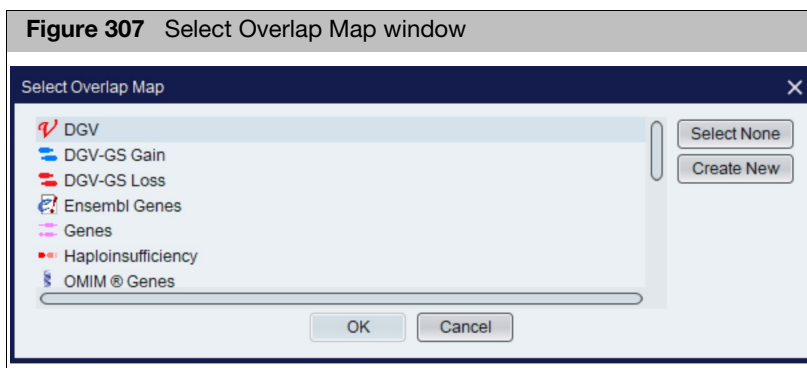 Figure 307 Select Overlap Map window
Select Overlap Map
DGV
Select None
DGV-GS Gain
DGV-GS Loss
Create New
Ensembl Genes
Genes
Haploinsufficiency
OMIM ® Genes
OK Cancel